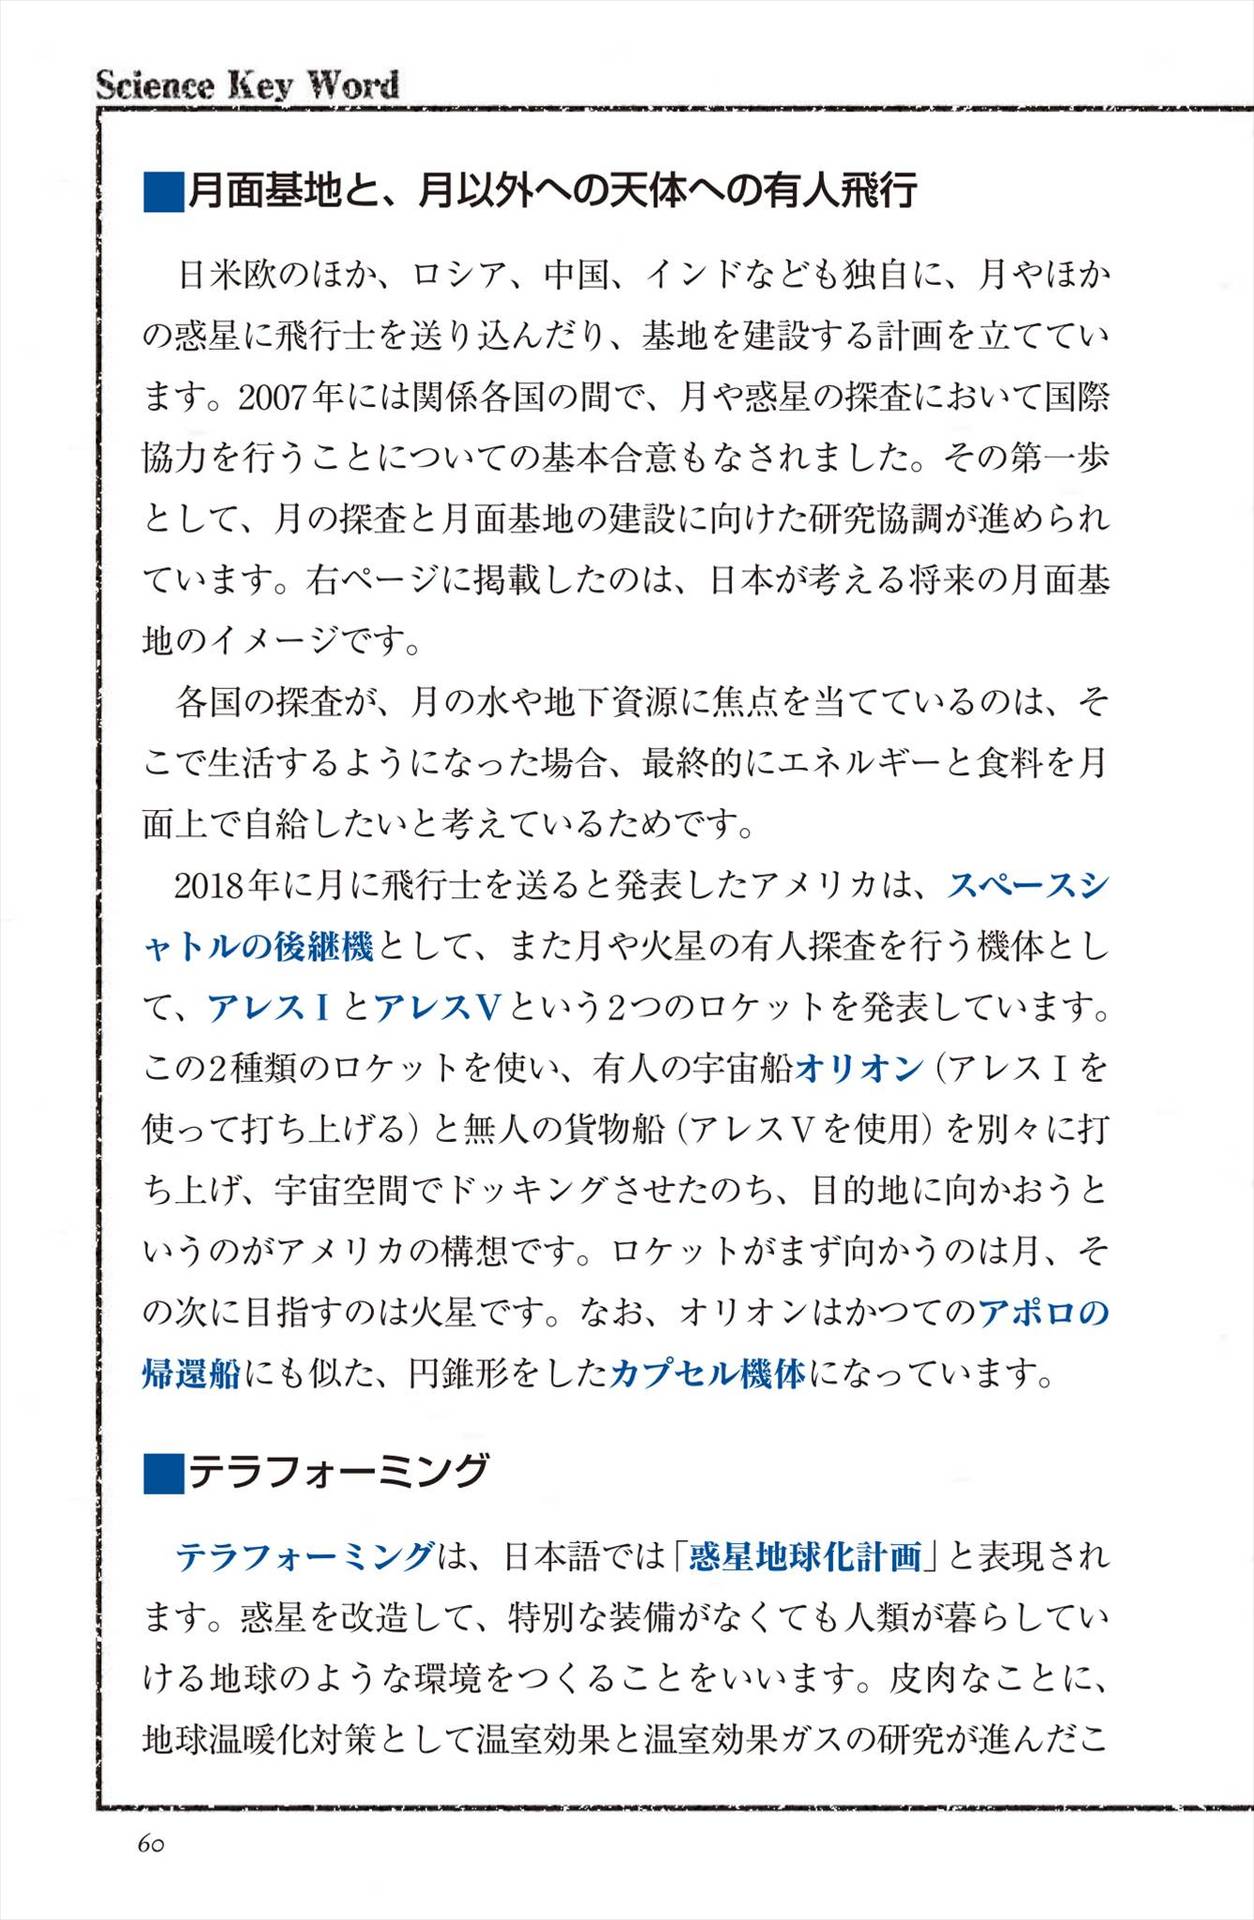 Science Key Word
■月面基地と、月以外への天体への有人飛行
日米欧のほか、ロシア、中国、インドなども独自に、月やほか
の惑星に飛行士を送り込んだり、基地を建設する計画を立ててい
ます。2007年には関係各国の間で、月や惑星の探査において国際
協力を行うことについての基本合意もなされました。その第一歩
として、月の探査と月面基地の建設に向けた研究協調が進められ
ています。右ページに掲載したのは、日本が考える将来の月面基
地のイメージです。
各国の探査が、月の水や地下資源に焦点を当てているのは、そ
こで生活するようになった場合、最終的にエネルギーと食料を月
面上で自給したいと考えているためです。
2018年に月に飛行士を送ると発表したアメリカは、スペースシ
ャトルの後継機として、また月や火星の有人探査を行う機体とし
て、アレスⅠとアレスⅤという2つのロケットを発表しています。
この2種類のロケットを使い、有人の宇宙船オリオン（アレスⅠを
使って打ち上げる）と無人の貨物船（アレスⅤを使用）を別々に打
ち上げ、宇宙空間でドッキングさせたのち、目的地に向かおうと
いうのがアメリカの構想です。ロケットがまず向かうのは月、そ
の次に目指すのは火星です。なお、オリオンはかつてのアポロの
帰還船にも似た、円錐形をしたカプセル機体になっています。
■テラフォーミング
テラフォーミングは、日本語では「惑星地球化計画」と表現され
ます。惑星を改造して、特別な装備がなくても人類が暮らしてい
ける地球のような環境をつくることをいいます。皮肉なことに、
地球温暖化対策として温室効果と温室効果ガスの研究が進んだこ
60